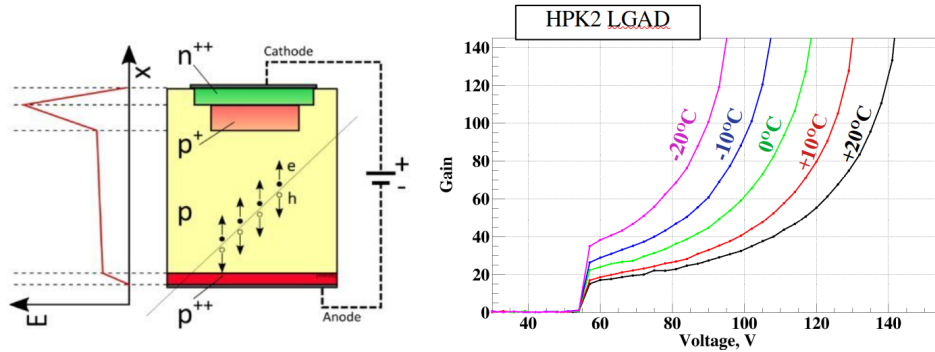 n++
Cathode
x
p+
e
h
p
+
-
E
p++
Anode
HPK2 LGAD
Gain
140
120
100
80
60
40
20
0
-20°C
-10°C
0°C
+10°C
+20°C
40 60 80 100 120 140
Voltage, V